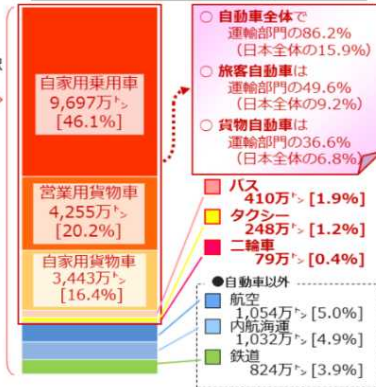 自家用乗用車
9,697万㌧
[46.1%]
営業用貨物車
4,255万㌧
[20.2%]
自家用貨物車
3,443万㌧
[16.4%]
○ 自動車全体で
運輸部門の86.2%
（日本全体の15.9%）
○ 旅客自動車は
運輸部門の49.6%
（日本全体の9.2%）
○ 貨物自動車は
運輸部門の36.6%
（日本全体の6.8%）
バス
410万㌧ [1.9%]
タクシー
248万㌧ [1.2%]
二輪車
79万㌧ [0.4%]
●自動車以外
航空
1,054万㌧ [5.0%]
内航海運
1,032万㌧ [4.9%]
鉄道
824万㌧ [3.9%]